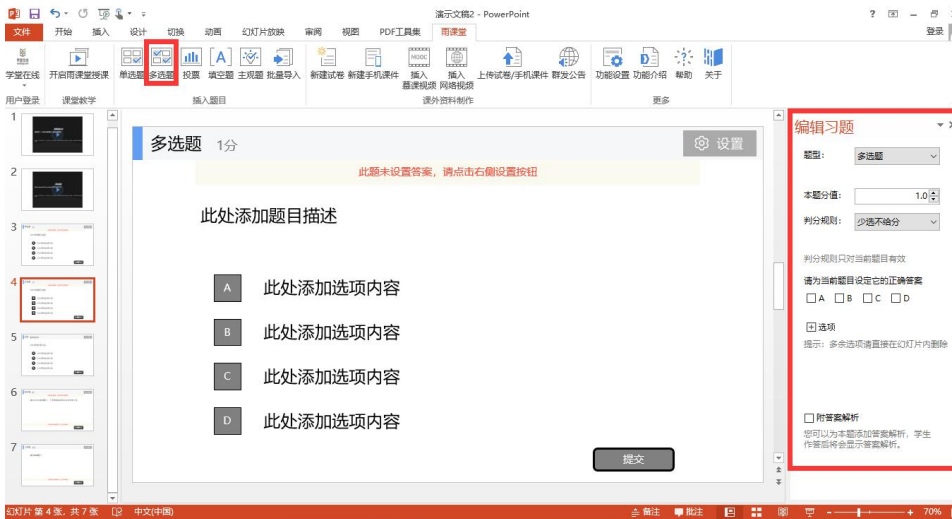 演示文稿2 - PowerPoint
文件 开始 插入 设计 切换 动画 幻灯片放映 审阅 视图 PDF工具集 雨课堂 登录
学堂在线 开启雨课堂授课 单选题 多选题 投票 填空题 主观题 批量导入 新建试卷 新建手机课件 插入 慕课视频 插入 网络视频 上传试卷/手机课件 群发公告 功能设置 功能介绍 帮助 关于
用户登录 课堂教学 插入题目 课外资料制作 更多
1
2
3
4
5
6
7
多选题 1分 设置
此题未设置答案，请点击右侧设置按钮
此处添加题目描述
A 此处添加选项内容
B 此处添加选项内容
C 此处添加选项内容
D 此处添加选项内容
提交
编辑习题
题型： 多选题
本题分值： 1.0
判分规则： 少选不给分
判分规则只对当前题目有效
请为当前题目设定它的正确答案
A B C D
选项
提示：多余选项请直接在幻灯片内删除
附答案解析
您可以为本题添加答案解析，学生
作答后将会显示答案解析。
幻灯片 第 4 张，共 7 张 中文(中国) 备注 批注 70%